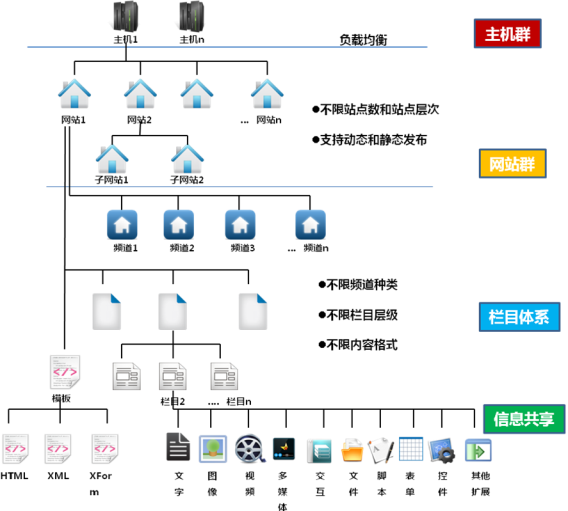 主机1
主机n
负载均衡
主机群
网站1
网站2
... 网站n
●不限站点数和站点层次
●支持动态和静态发布
网站群
子网站1
子网站2
频道1
频道2
频道3
... 频道n
●不限频道种类
●不限栏目层级
●不限内容格式
栏目体系
模板
栏目2
.... 栏目n
信息共享
HTML
XML
XFor
m
文
字
图
像
视
频
多
媒
体
交
互
文
件
脚
本
表
单
控
件
其他
扩展